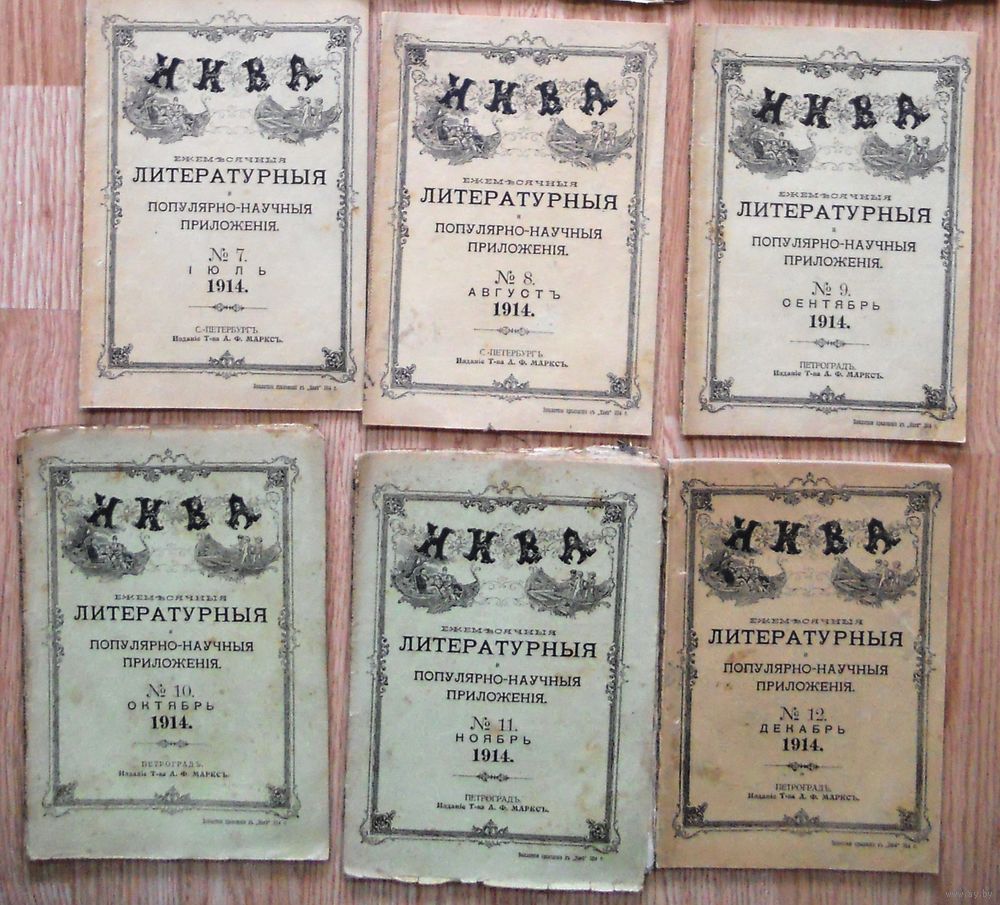 НИВА
ЕЖЕМѢСЯЧНЫЯ
ЛИТЕРАТУРНЫЯ
и
ПОПУЛЯРНО-НАУЧНЫЯ
ПРИЛОЖЕНІЯ.
№ 7.
ІЮЛЬ
1914.
С.-ПЕТЕРБУРГЪ
Изданіе Т-ва А. Ф. МАРКСЪ.
НИВА
ЕЖЕМѢСЯЧНЫЯ
ЛИТЕРАТУРНЫЯ
и
ПОПУЛЯРНО-НАУЧНЫЯ
ПРИЛОЖЕНІЯ.
№ 8.
АВГУСТЪ
1914.
С.-ПЕТЕРБУРГЪ.
Изданіе Т-ва А. Ф. МАРКСЪ.
НИВА
ЕЖЕМѢСЯЧНЫЯ
ЛИТЕРАТУРНЫЯ
и
ПОПУЛЯРНО-НАУЧНЫЯ
ПРИЛОЖЕНІЯ.
№ 9.
СЕНТЯБРЬ
1914.
ПЕТРОГРАДЪ.
Изданіе Т-ва А. Ф. МАРКСЪ.
НИВА
ЕЖЕМѢСЯЧНЫЯ
ЛИТЕРАТУРНЫЯ
и
ПОПУЛЯРНО-НАУЧНЫЯ
ПРИЛОЖЕНІЯ.
№ 10.
ОКТЯБРЬ
1914.
ПЕТРОГРАДЪ.
Изданіе Т-ва А. Ф. МАРКСЪ.
НИВА
ЕЖЕМѢСЯЧНЫЯ
ЛИТЕРАТУРНЫЯ
и
ПОПУЛЯРНО-НАУЧНЫЯ
ПРИЛОЖЕНІЯ.
№ 11.
НОЯБРЬ
1914.
ПЕТРОГРАДЪ.
Изданіе Т-ва А. Ф. МАРКСЪ.
НИВА
ЕЖЕМѢСЯЧНЫЯ
ЛИТЕРАТУРНЫЯ
и
ПОПУЛЯРНО-НАУЧНЫЯ
ПРИЛОЖЕНІЯ.
№ 12.
ДЕКАБРЬ
1914.
ПЕТРОГРАДЪ.
Изданіе Т-ва А. Ф. МАРКСЪ.